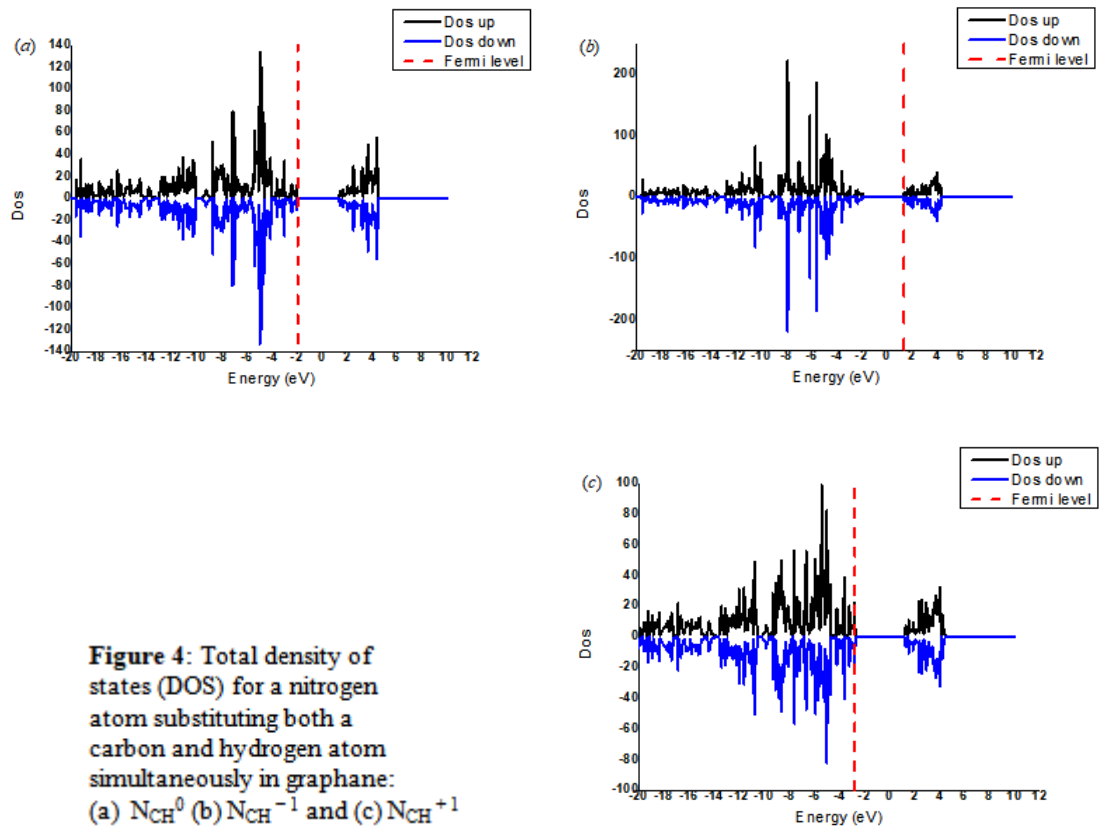 (a)
Dos up
Dos down
Fermi level
140
120
100
80
60
40
20
0
-20
-40
-60
-80
-100
-120
-140
Dos
-20 -18 -16 -14 -12 -10 -8 -6 -4 -2 0 2 4 6 8 10 12
Energy (eV)
(b)
Dos up
Dos down
Fermi level
200
100
0
-100
-200
Dos
-20 -18 -16 -14 -12 -10 -8 -6 -4 -2 0 2 4 6 8 10 12
Energy (eV)
(c)
Dos up
Dos down
Fermi level
100
80
60
40
20
0
-20
-40
-60
-80
-100
Dos
-20 -18 -16 -14 -12 -10 -8 -6 -4 -2 0 2 4 6 8 10 12
Energy (eV)
Figure 4: Total density of
states (DOS) for a nitrogen
atom substituting both a
carbon and hydrogen atom
simultaneously in graphane:
(a) N_CH^0 (b) N_CH^−1 and (c) N_CH^+1